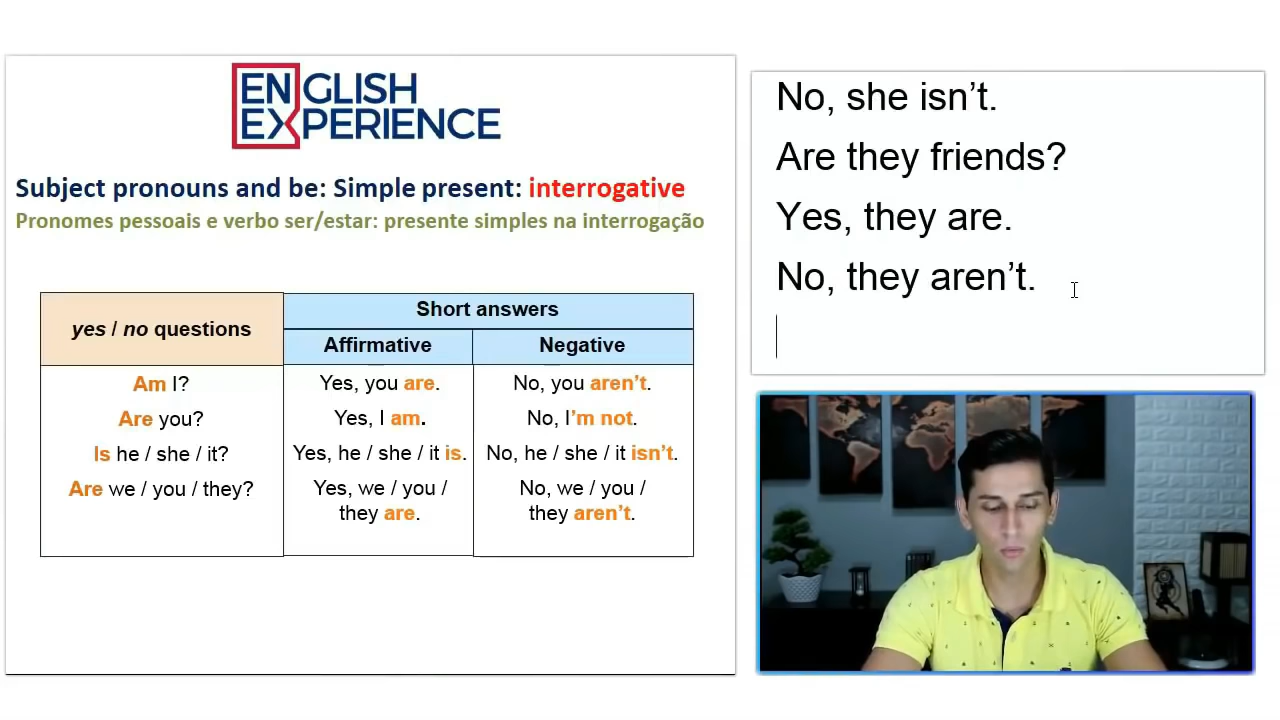 ENGLISH
EXPERIENCE
Subject pronouns and be: Simple present: interrogative
Pronomes pessoais e verbo ser/estar: presente simples na interrogação
yes / no questions
Short answers
Affirmative
Negative
Am I?
Yes, you are.
No, you aren’t.
Are you?
Yes, I am.
No, I’m not.
Is he / she / it?
Yes, he / she / it is.
No, he / she / it isn’t.
Are we / you / they?
Yes, we / you /
they are.
No, we / you /
they aren’t.
No, she isn’t.
Are they friends?
Yes, they are.
No, they aren’t.